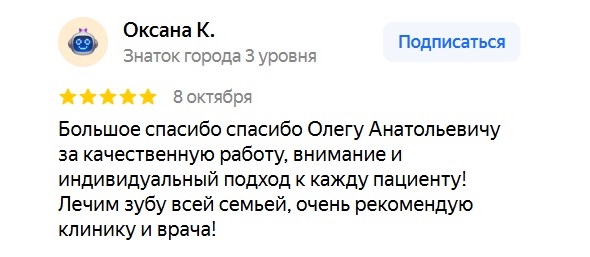 Оксана К.
Знаток города 3 уровня
Подписаться
8 октября
Большое спасибо спасибо Олегу Анатольевичу
за качественную работу, внимание и
индивидуальный подход к кажду пациенту!
Лечим зубу всей семьей, очень рекомендую
клинику и врача!